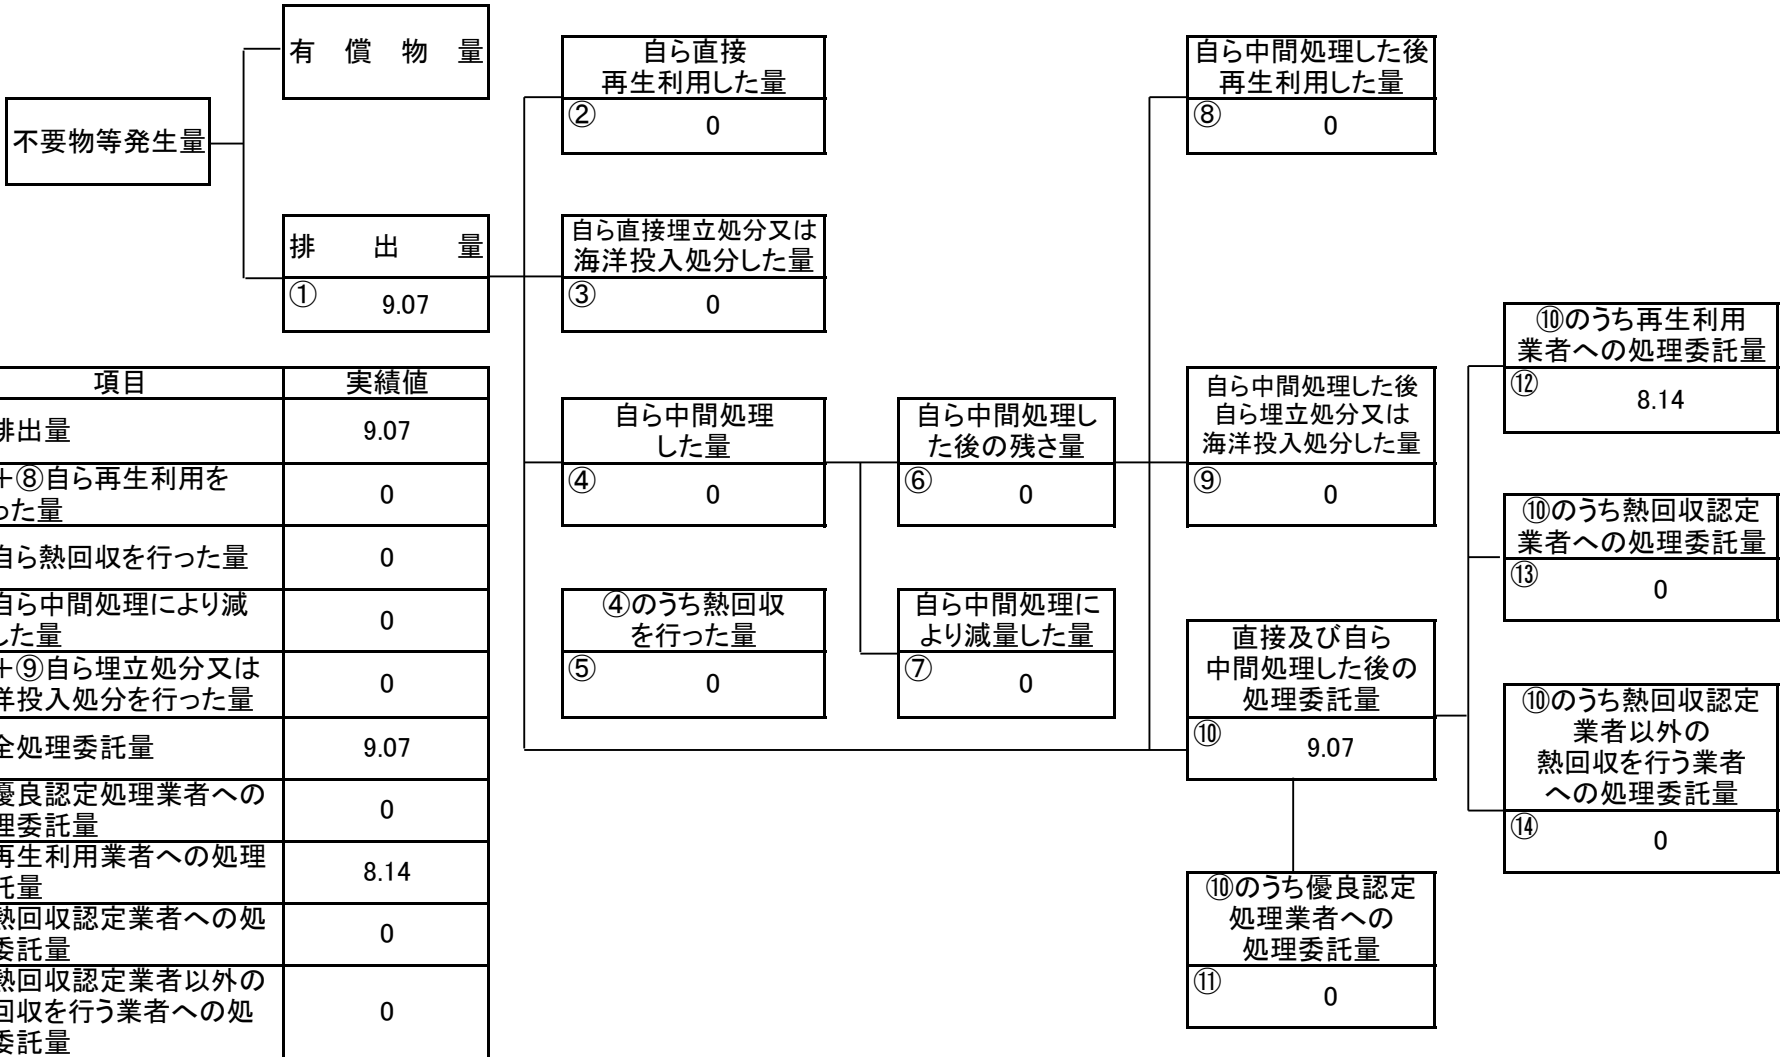 有償物量
不要物等発生量
排出量
①
9.07
自ら直接
再生利用した量
②
0
自ら直接埋立処分又は
海洋投入処分した量
③
0
自ら中間処理
した量
④
0
④のうち熱回収
を行った量
⑤
0
自ら中間処理し
た後の残さ量
⑥
0
自ら中間処理に
より減量した量
⑦
0
自ら中間処理した後
再生利用した量
⑧
0
自ら中間処理した後
自ら埋立処分又は
海洋投入処分した量
⑨
0
直接及び自ら
中間処理した後の
処理委託量
⑩
9.07
⑩のうち優良認定
処理業者への
処理委託量
⑪
0
⑩のうち再生利用
業者への処理委託量
⑫
8.14
⑩のうち熱回収認定
業者への処理委託量
⑬
0
⑩のうち熱回収認定
業者以外の
熱回収を行う業者
への処理委託量
⑭
0
項目 実績値
排出量 9.07
+⑧自ら再生利用を
った量
0
自ら熱回収を行った量 0
自ら中間処理により減
した量
0
+⑨自ら埋立処分又は
洋投入処分を行った量
0
全処理委託量 9.07
優良認定処理業者への
理委託量
0
再生利用業者への処理
託量
8.14
熱回収認定業者への処
委託量
0
熱回収認定業者以外の
回収を行う業者への処
委託量
0